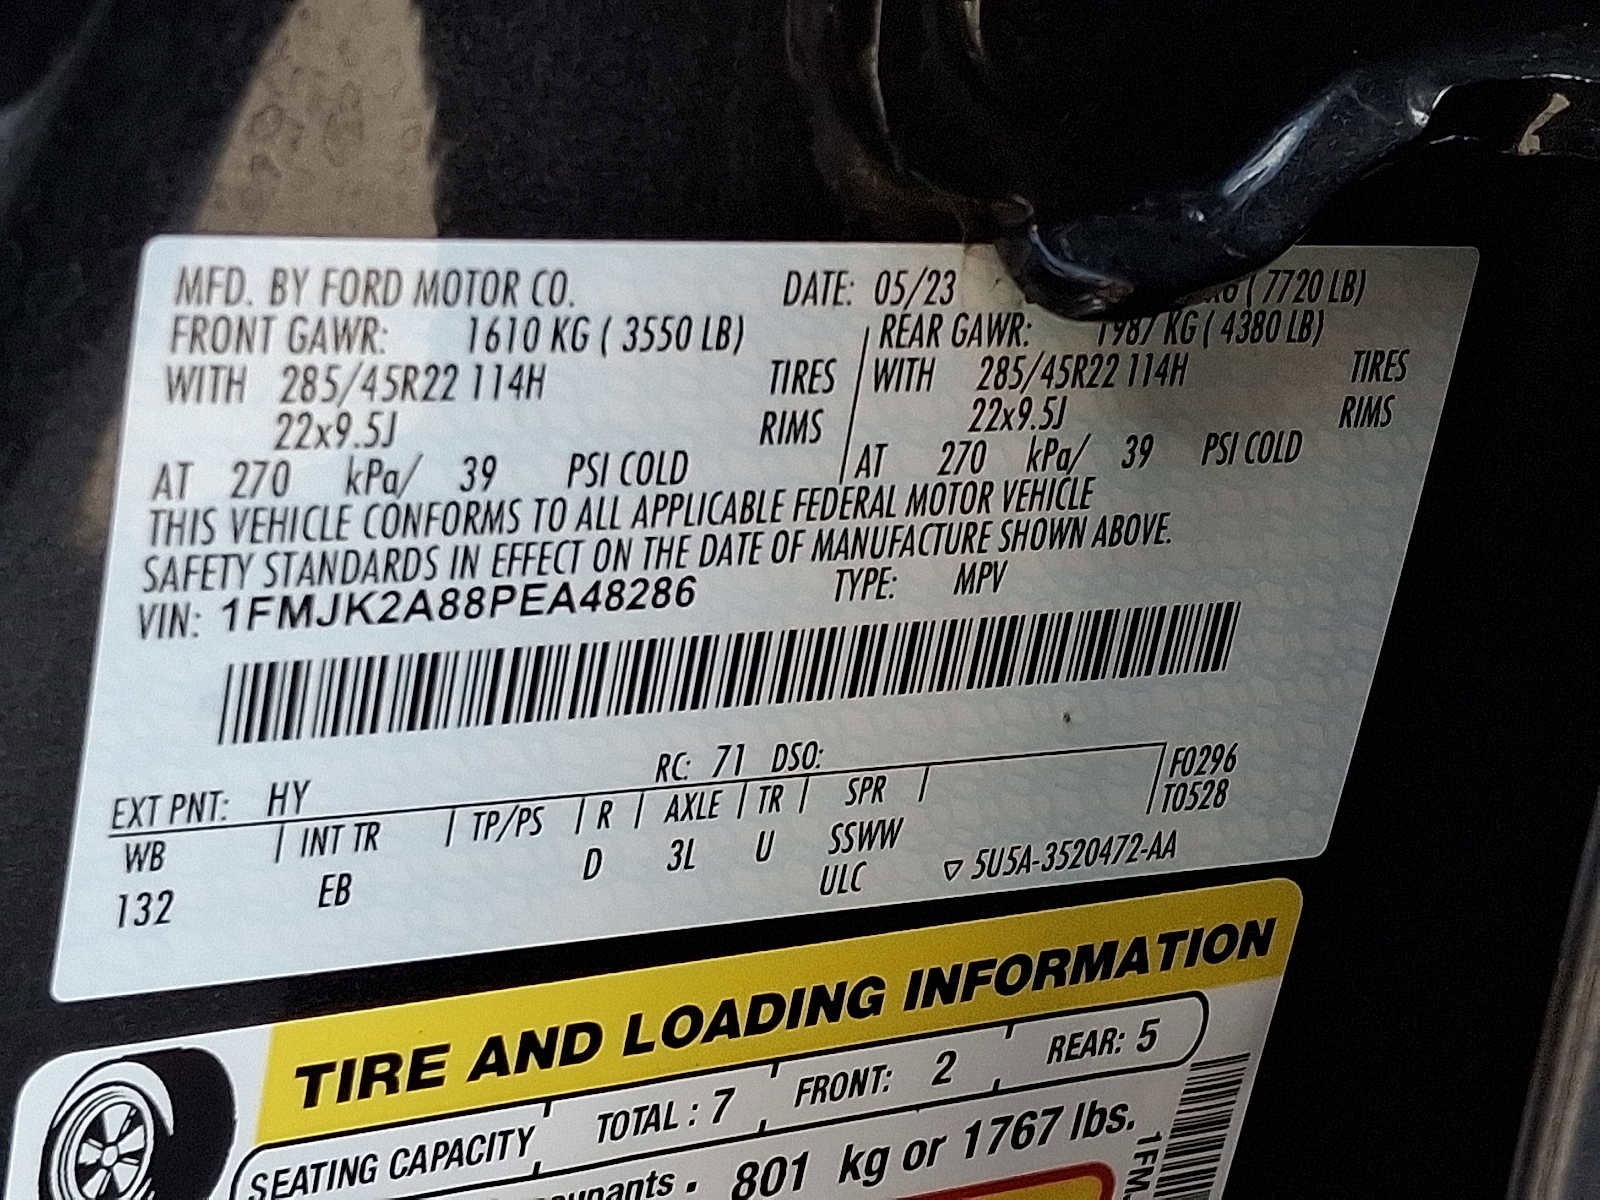 MFD. BY FORD MOTOR CO. DATE: 05/23 (7720 LB)
FRONT GAWR: 1610 KG ( 3550 LB) REAR GAWR: 1987 KG ( 4380 LB)
WITH 285/45R22 114H TIRES WITH 285/45R22 114H TIRES
22x9.5J RIMS 22x9.5J RIMS
AT 270 kPa/ 39 PSI COLD AT 270 kPa/ 39 PSI COLD
THIS VEHICLE CONFORMS TO ALL APPLICABLE FEDERAL MOTOR VEHICLE
SAFETY STANDARDS IN EFFECT ON THE DATE OF MANUFACTURE SHOWN ABOVE.
VIN: 1FMJK2A88PEA48286 TYPE: MPV
RC: 71 DSO:
EXT PNT: HY F0296
WB INT TR TP/PS R AXLE TR SPR T0528
132 EB D 3L U SSWW
ULC ▽ 5U5A-3520472-AA
TIRE AND LOADING INFORMATION
SEATING CAPACITY TOTAL : 7 FRONT: 2 REAR: 5
801 kg or 1767 lbs.
1FM